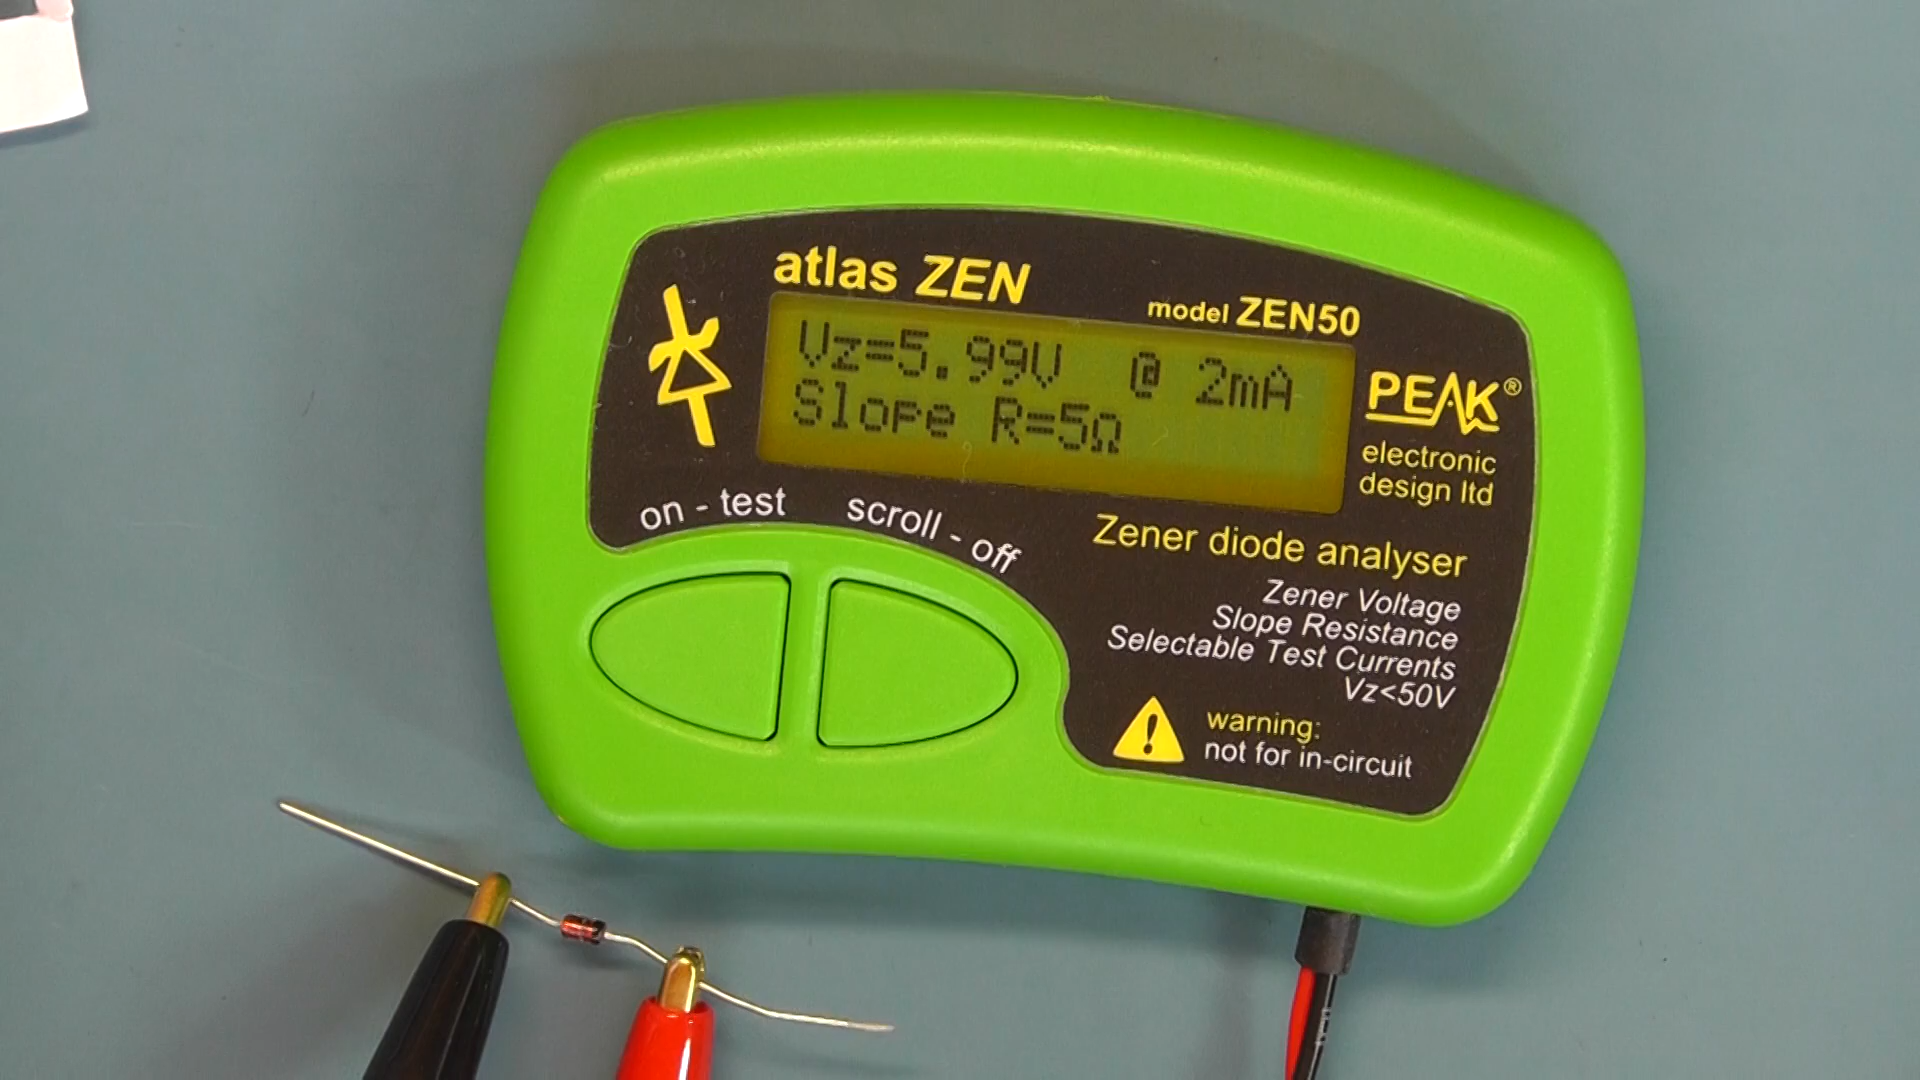 atlas ZEN
model ZEN50
Vz=5.99V @ 2mA
Slope R=5Ω
PEAK®
electronic
design ltd
on - test
scroll - off
Zener diode analyser
Zener Voltage
Slope Resistance
Selectable Test Currents
Vz<50V
warning:
not for in-circuit